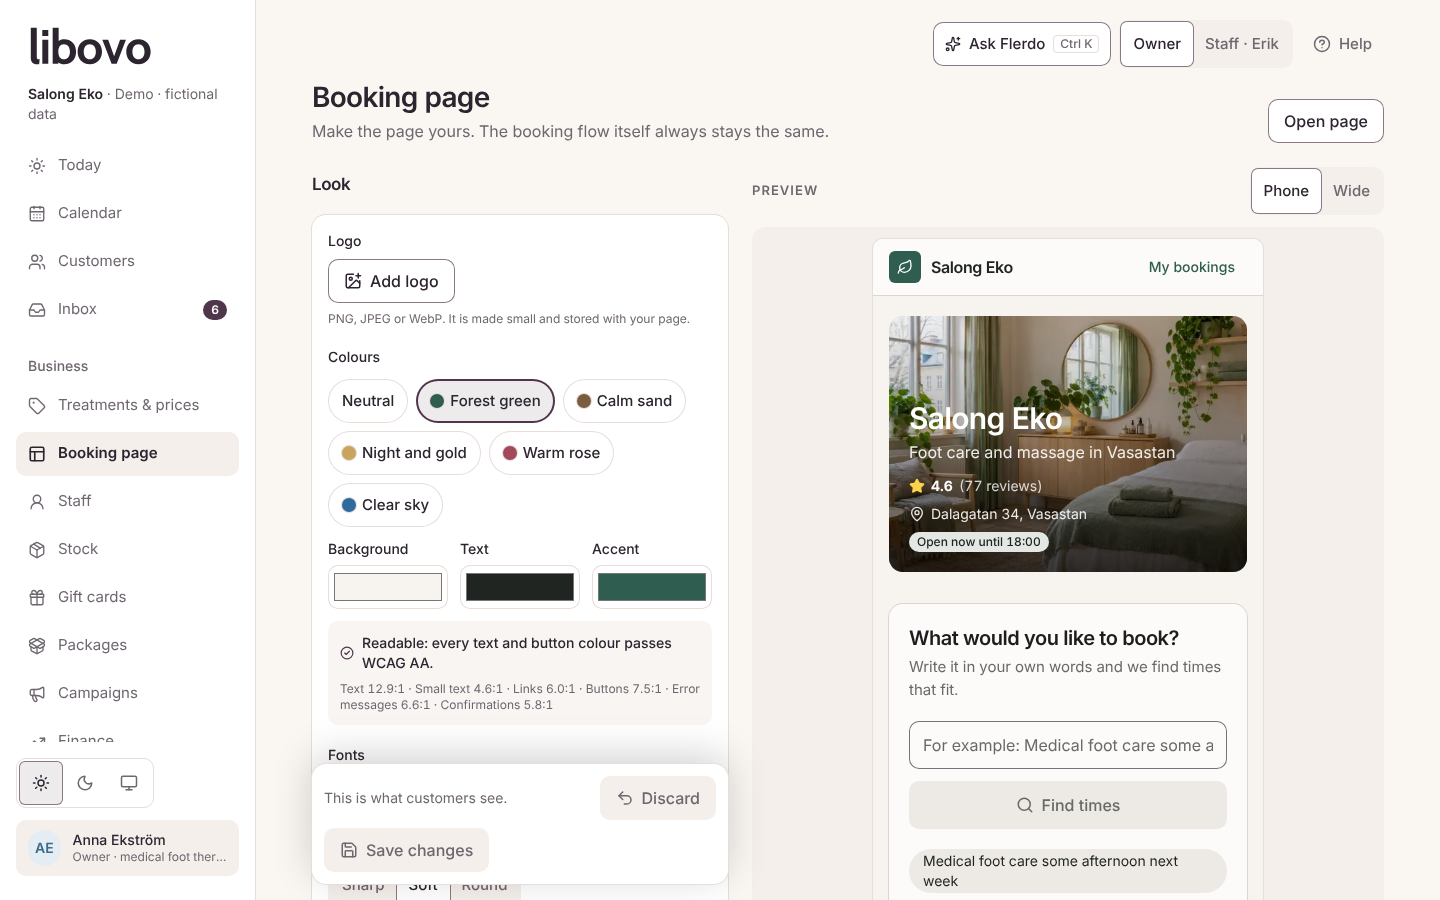 libovo
Salong Eko · Demo · fictional
data
Today
Calendar
Customers
Inbox
6
Business
Treatments & prices
Booking page
Staff
Stock
Gift cards
Packages
Campaigns
Finance
AE
Anna Ekström
Owner · medical foot ther...
Ask Flerdo
Ctrl K
Owner
Staff · Erik
Help
Booking page
Make the page yours. The booking flow itself always stays the same.
Open page
Look
Logo
Add logo
PNG, JPEG or WebP. It is made small and stored with your page.
Colours
Neutral
Forest green
Calm sand
Night and gold
Warm rose
Clear sky
Background
Text
Accent
Readable: every text and button colour passes
WCAG AA.
Text 12.9:1 · Small text 4.6:1 · Links 6.0:1 · Buttons 7.5:1 · Error
messages 6.6:1 · Confirmations 5.8:1
Fonts
This is what customers see.
Discard
Save changes
Sharp
Soft
Round
PREVIEW
Phone
Wide
Salong Eko
My bookings
Salong Eko
Foot care and massage in Vasastan
4.6 (77 reviews)
Dalagatan 34, Vasastan
Open now until 18:00
What would you like to book?
Write it in your own words and we find times
that fit.
For example: Medical foot care some a
Find times
Medical foot care some afternoon next
week